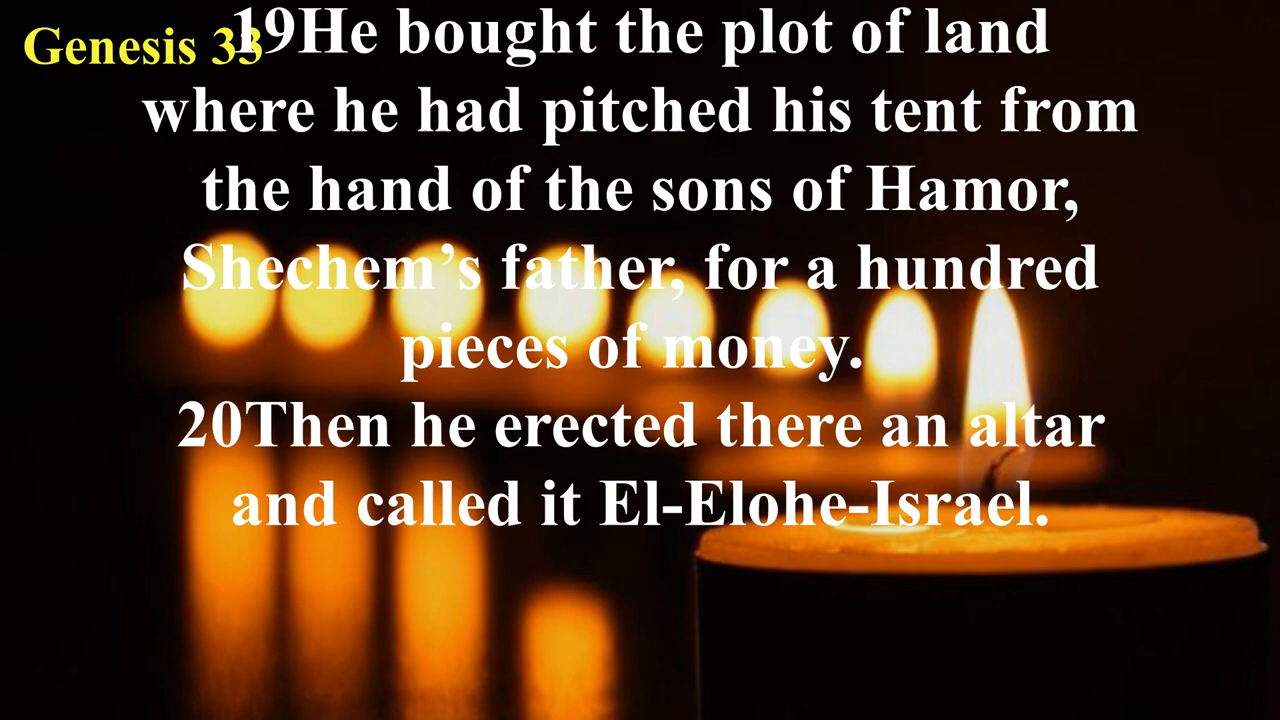 Genesis 33
19He bought the plot of land
where he had pitched his tent from
the hand of the sons of Hamor,
Shechem’s father, for a hundred
pieces of money.
20Then he erected there an altar
and called it El-Elohe-Israel.